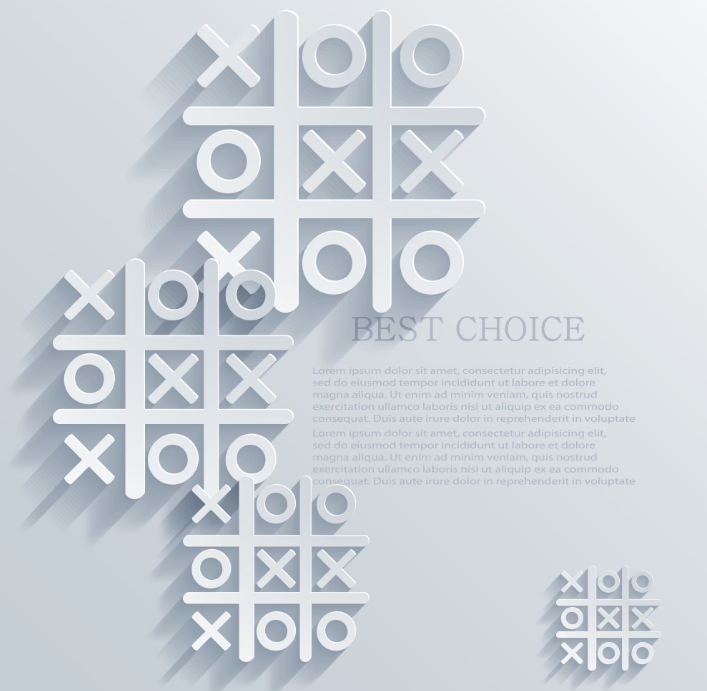 BEST CHOICE
Lorem ipsum dolor sit amet, consectetur adipisicing elit,
sed do eiusmod tempor incididunt ut labore et dolore
magna aliqua. Ut enim ad minim veniam, quis nostrud
exercitation ullamco laboris nisi ut aliquip ex ea commodo
consequat. Duis aute irure dolor in reprehenderit in voluptate
Lorem ipsum dolor sit amet, consectetur adipisicing elit,
sed do eiusmod tempor incididunt ut labore et dolore
magna aliqua. Ut enim ad minim veniam, quis nostrud
exercitation ullamco laboris nisi ut aliquip ex ea commodo
consequat. Duis aute irure dolor in reprehenderit in voluptate